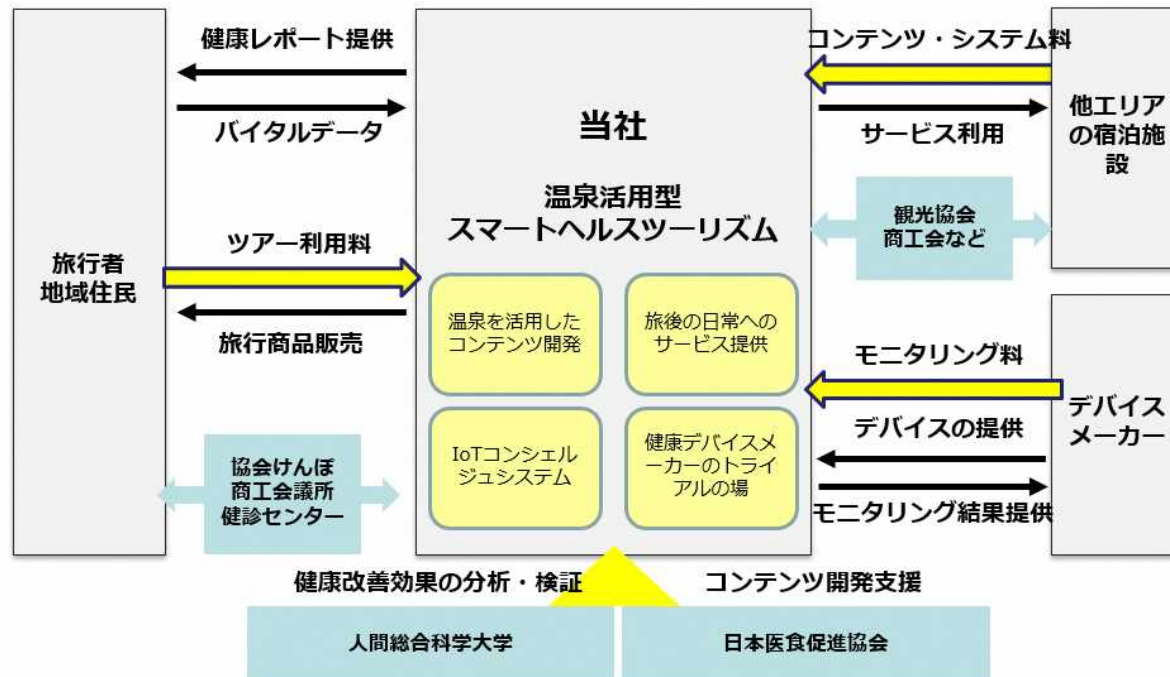 健康レポート提供
バイタルデータ
ツアー利用料
旅行者
地域住民
旅行商品販売
協会けんぽ
商工会議所
健診センター
当社
温泉活用型
スマートヘルスツーリズム
温泉を活用した
コンテンツ開発
旅後の日常への
サービス提供
IoTコンシェル
ジュシステム
健康デバイスメ
ーカーのトライ
アルの場
コンテンツ・システム料
サービス利用
他エリア
の宿泊施
設
観光協会
商工会など
モニタリング料
デバイスの提供
モニタリング結果提供
デバイス
メーカー
健康改善効果の分析・検証
コンテンツ開発支援
人間総合科学大学
日本医食促進協会